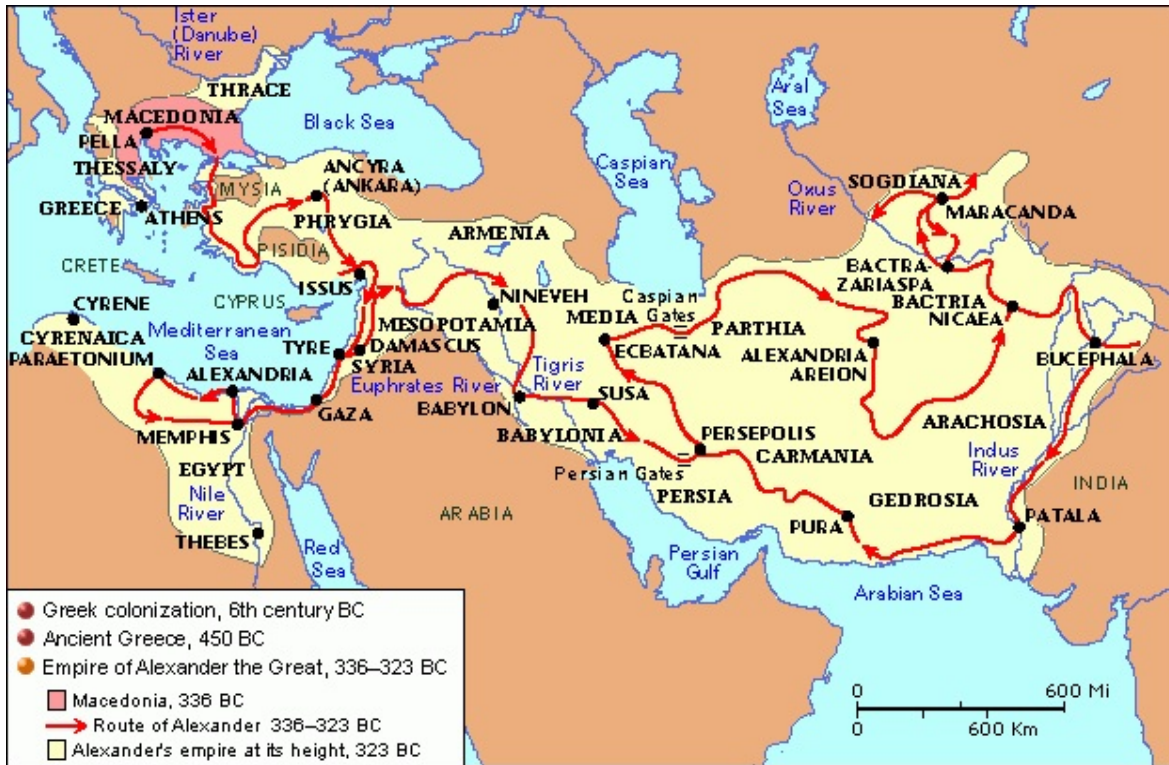 Ister
(Danube)
River
THRACE
MACEDONIA
PELLA
THESSALY
GREECE
ATHENS
MYSIA
ANCYRA
(ANKARA)
PHRYGIA
PISIDIA
Black Sea
ARMENIA
Caspian
Sea
Aral
Sea
Oxus
River
SOGDIANA
MARACANDA
BACTRA-
ZARIASPA
BACTRIA
NICAEA
BUCEPHALA
CRETE
CYPRUS
ISSUS
CYRENE
CYRENAICA
PARAETONIUM
Mediterranean
Sea
TYRE
ALEXANDRIA
MEMPHIS
GAZA
NINEVEH
MESOPOTAMIA
DAMASCUS
SYRIA
Euphrates River
Tigris
River
BABYLON
BABYLONIA
MEDIA
Caspian
Gates
ECBATANA
PARTHIA
ALEXANDRIA
AREION
SUSA
PERSEPOLIS
CARMANIA
Persian Gates
PERSIA
ARACHOSIA
Indus
River
INDIA
GEDROSIA
PURA
PATALA
EGYPT
Nile
River
THEBES
Red
Sea
ARABIA
Persian
Gulf
Arabian Sea
Greek colonization, 6th century BC
Ancient Greece, 450 BC
Empire of Alexander the Great, 336–323 BC
Macedonia, 336 BC
Route of Alexander 336–323 BC
Alexander's empire at its height, 323 BC
0 600 Mi
0 600 Km